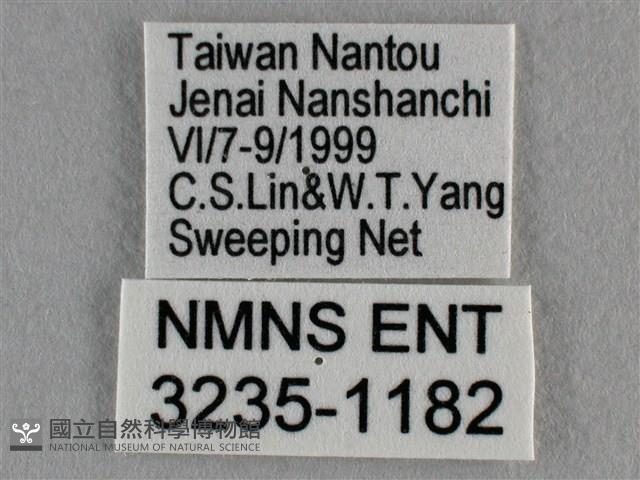 Taiwan Nantou
Jenai Nanshanchi
VI/7-9/1999
C.S.Lin&W.T.Yang
Sweeping Net
NMNS ENT
3235-1182
國立自然科學博物館
NATIONAL MUSEUM OF NATURAL SCIENCE